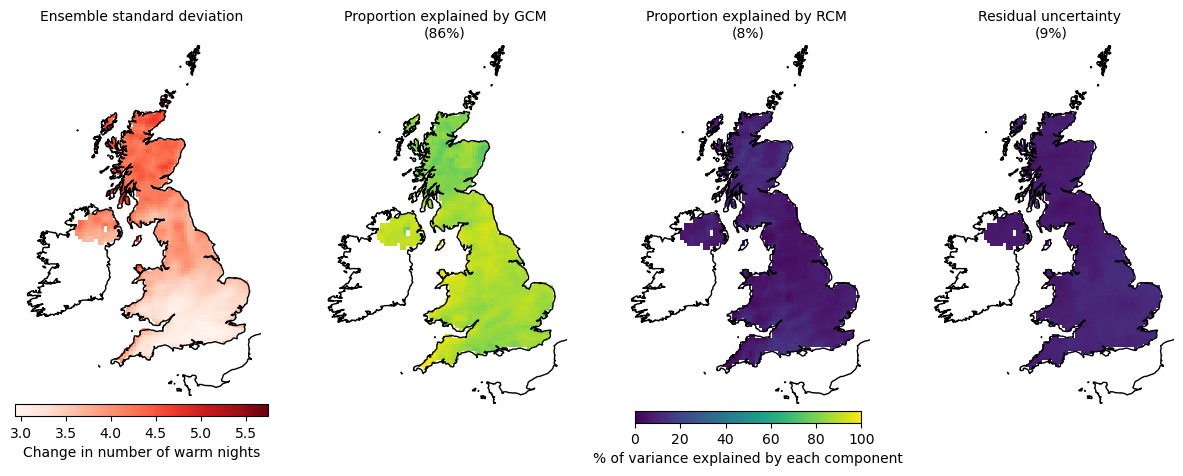 Ensemble standard deviation
Proportion explained by GCM
(86%)
Proportion explained by RCM
(8%)
Residual uncertainty
(9%)
3.0 3.5 4.0 4.5 5.0 5.5
Change in number of warm nights
0 20 40 60 80 100
% of variance explained by each component